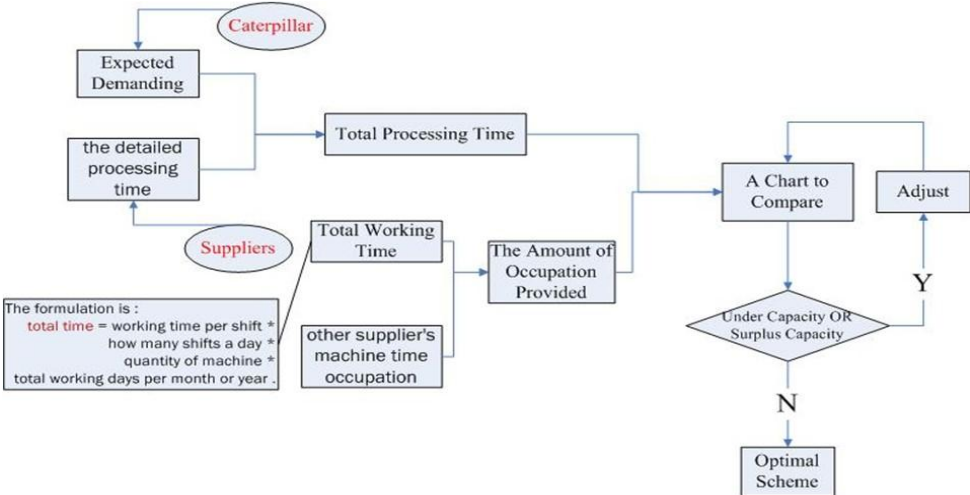 Caterpillar
Expected
Demanding
the detailed
processing
time
Suppliers
Total Processing Time
Total Working
Time
The formulation is :
total time = working time per shift *
how many shifts a day *
quantity of machine *
total working days per month or year .
other supplier's
machine time
occupation
The Amount of
Occupation
Provided
A Chart to
Compare
Adjust
Under Capacity OR
Surplus Capacity
Y
N
Optimal
Scheme